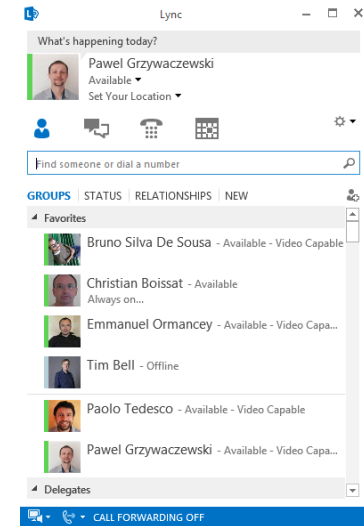 Lync
What's happening today?
Pawel Grzywaczewski
Available
Set Your Location
Find someone or dial a number
GROUPS STATUS RELATIONSHIPS NEW
Favorites
Bruno Silva De Sousa - Available - Video Capable
Christian Boissat - Available
Always on...
Emmanuel Ormancey - Available - Video Capa...
Tim Bell - Offline
Paolo Tedesco - Available - Video Capable
Pawel Grzywaczewski - Available - Video Capa...
Delegates
CALL FORWARDING OFF